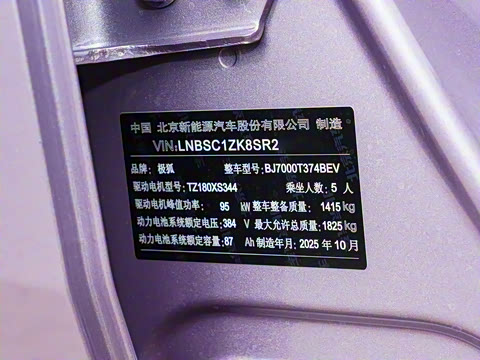 中国 北京新能源汽车股份有限公司 制造
VIN:LNBSC1ZK8SR2
品牌：极狐 整车型号：BJ7000T374BEV
驱动电机型号：TZ180XS344 乘坐人数：5 人
驱动电机峰值功率： 95 kW 整车整备质量： 1415kg
动力电池系统额定电压：384 V 最大允许总质量：1825kg
动力电池系统额定容量：87 Ah 制造年月：2025 年 10 月